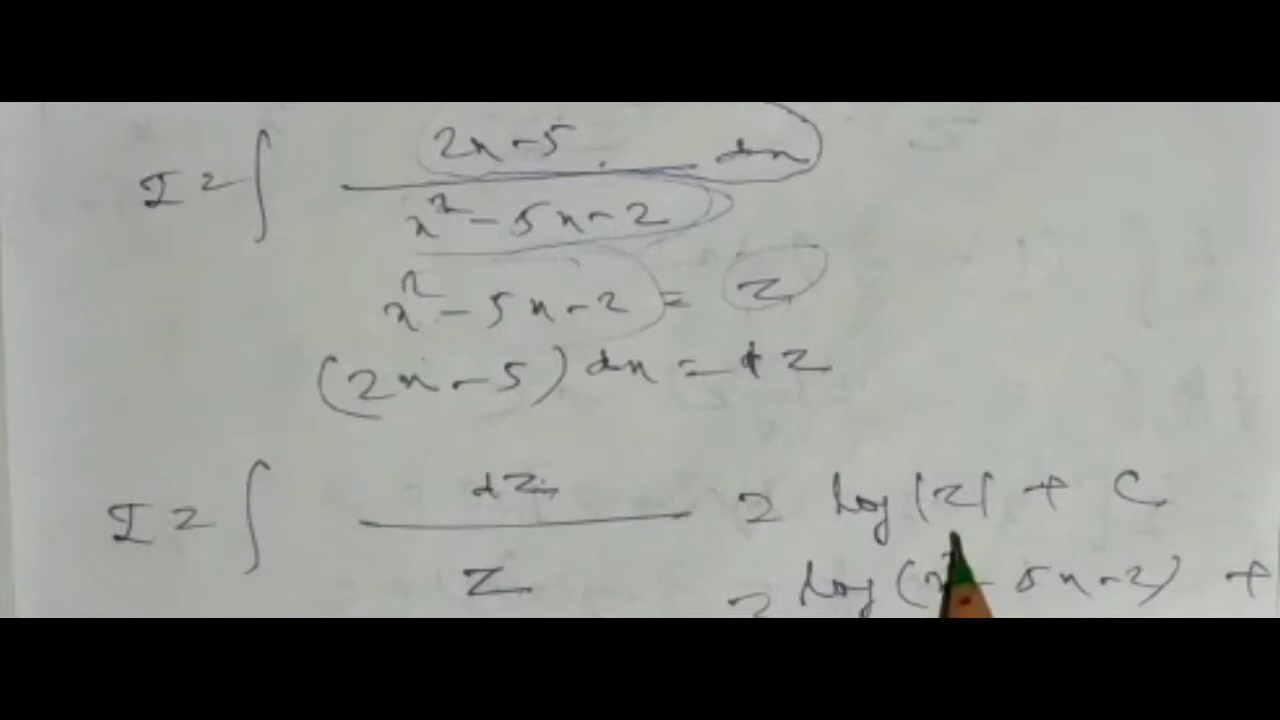 I = ∫ (2x-5) / (x² - 5x - 2) dx
x² - 5x - 2 = z
(2x - 5) dx = dz
I = ∫ dz / z = log |z| + c
= log (x² - 5x - 2) +